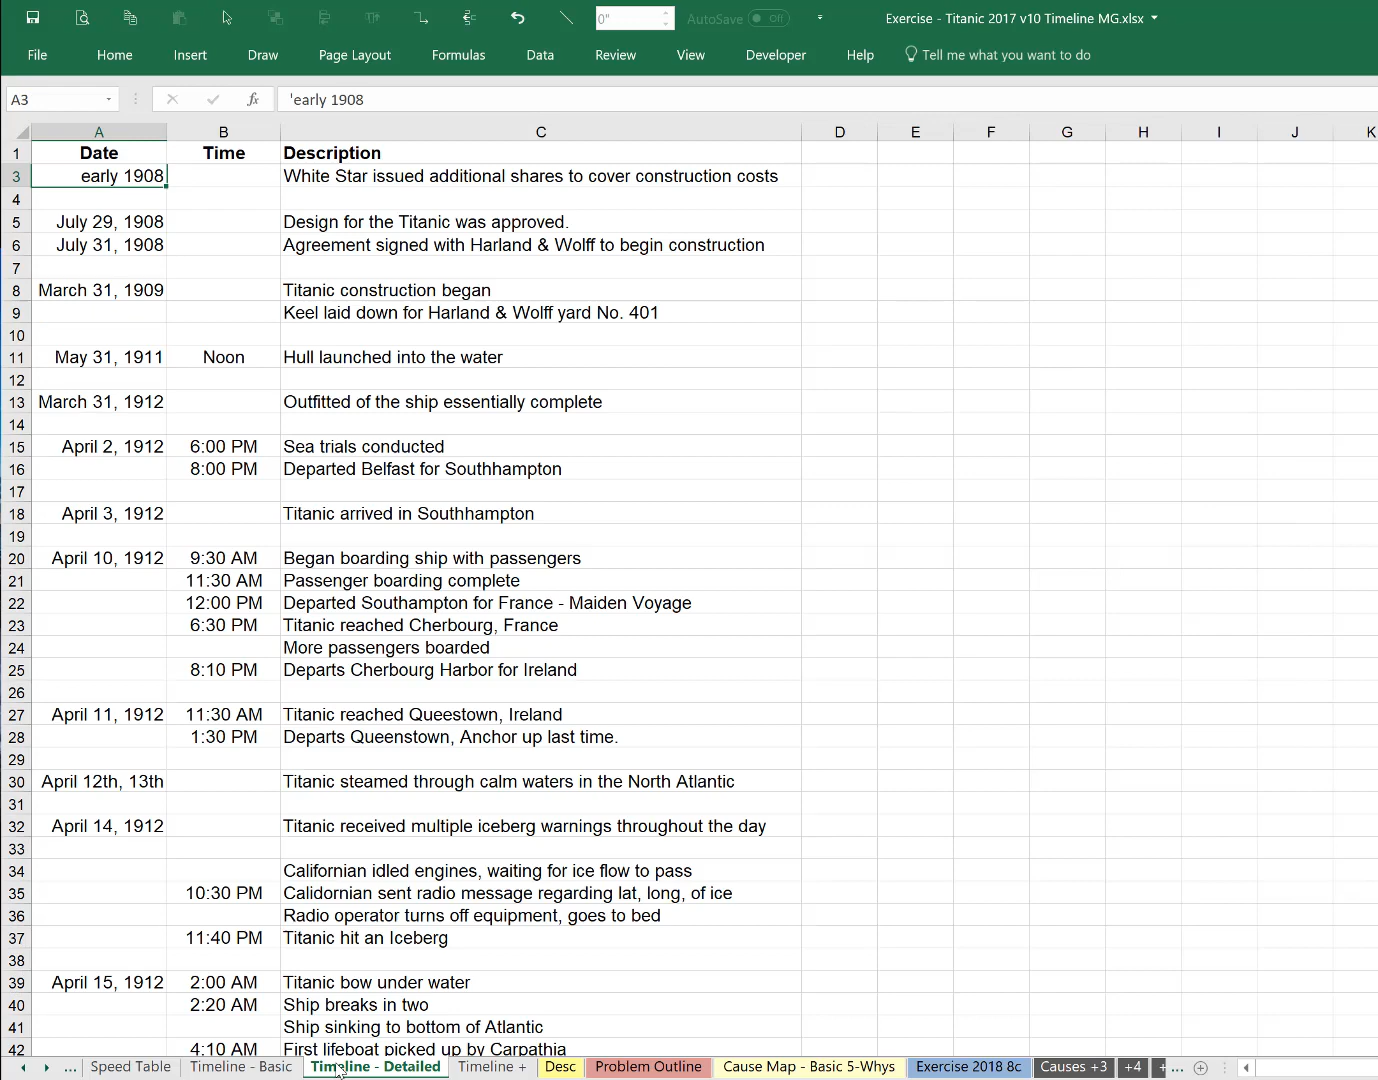 0" AutoSave Off Exercise - Titanic 2017 v10 Timeline MG.xlsx
File Home Insert Draw Page Layout Formulas Data Review View Developer Help Tell me what you want to do
A3 fx 'early 1908
A B C D E F G H I J K
1 Date Time Description
3 early 1908 White Star issued additional shares to cover construction costs
4
5 July 29, 1908 Design for the Titanic was approved.
6 July 31, 1908 Agreement signed with Harland & Wolff to begin construction
7
8 March 31, 1909 Titanic construction began
9 Keel laid down for Harland & Wolff yard No. 401
10
11 May 31, 1911 Noon Hull launched into the water
12
13 March 31, 1912 Outfitted of the ship essentially complete
14
15 April 2, 1912 6:00 PM Sea trials conducted
16 8:00 PM Departed Belfast for Southhampton
17
18 April 3, 1912 Titanic arrived in Southhampton
19
20 April 10, 1912 9:30 AM Began boarding ship with passengers
21 11:30 AM Passenger boarding complete
22 12:00 PM Departed Southampton for France - Maiden Voyage
23 6:30 PM Titanic reached Cherbourg, France
24 More passengers boarded
25 8:10 PM Departs Cherbourg Harbor for Ireland
26
27 April 11, 1912 11:30 AM Titanic reached Queestown, Ireland
28 1:30 PM Departs Queenstown, Anchor up last time.
29
30 April 12th, 13th Titanic steamed through calm waters in the North Atlantic
31
32 April 14, 1912 Titanic received multiple iceberg warnings throughout the day
33
34 Californian idled engines, waiting for ice flow to pass
35 10:30 PM Calidornian sent radio message regarding lat, long, of ice
36 Radio operator turns off equipment, goes to bed
37 11:40 PM Titanic hit an Iceberg
38
39 April 15, 1912 2:00 AM Titanic bow under water
40 2:20 AM Ship breaks in two
41 Ship sinking to bottom of Atlantic
42 4:10 AM First lifeboat picked up by Carpathia
... Speed Table Timeline - Basic Timeline - Detailed Timeline + Desc Problem Outline Cause Map - Basic 5-Whys Exercise 2018 8c Causes +3 +4 + ...